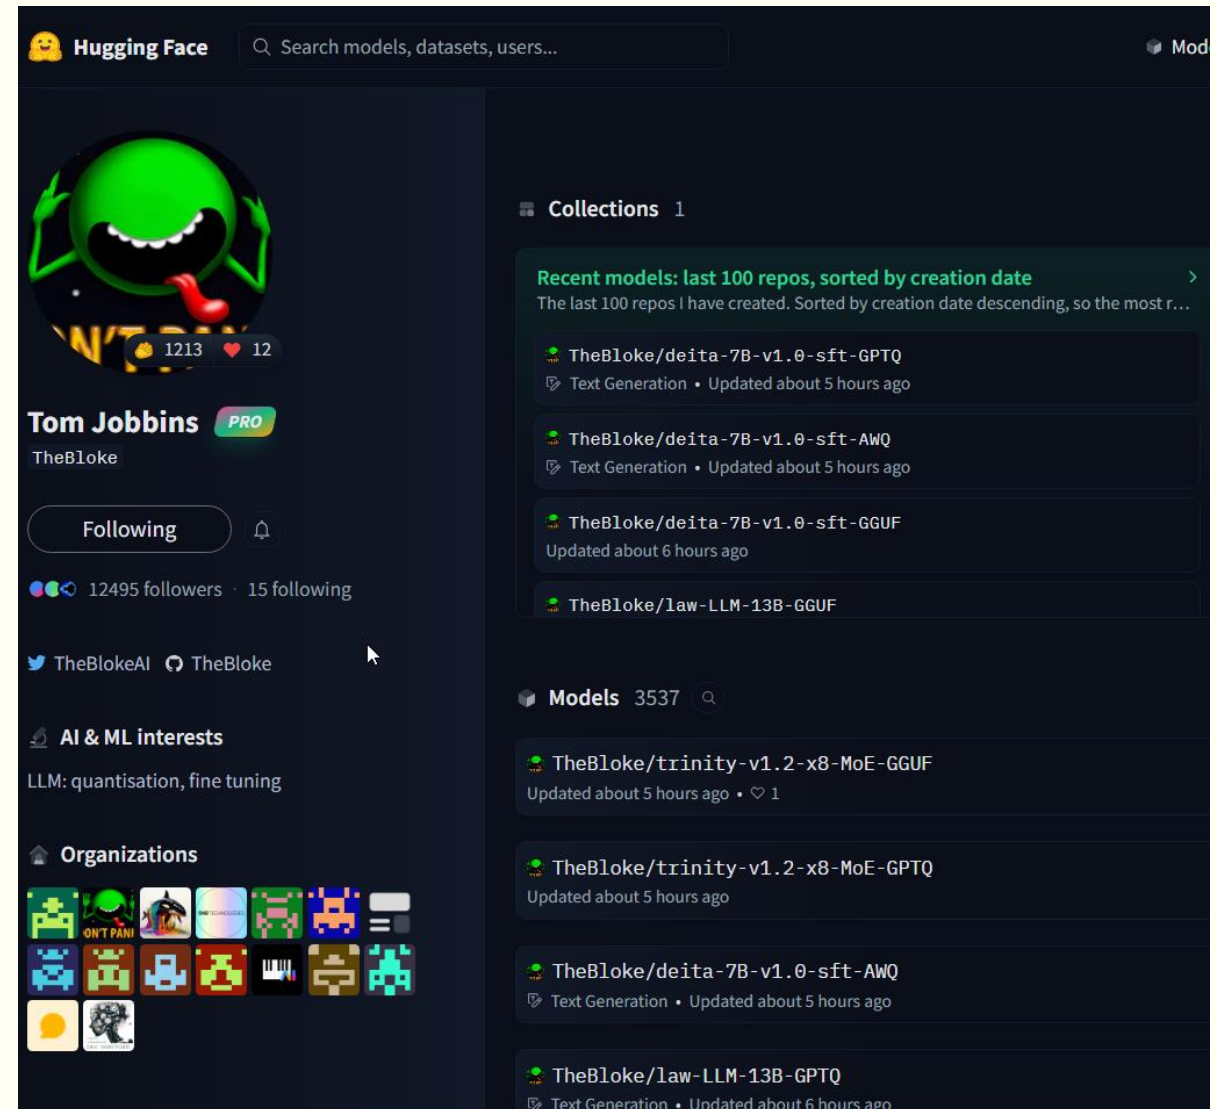 Hugging Face
Search models, datasets, users...
Mod
N'T PAN
1213 12
Tom Jobbins PRO
TheBloke
Following
12495 followers · 15 following
TheBlokeAI TheBloke
AI & ML interests
LLM: quantisation, fine tuning
Organizations
ON'T PANI
Collections 1
Recent models: last 100 repos, sorted by creation date
The last 100 repos I have created. Sorted by creation date descending, so the most r…
TheBloke/deita-7B-v1.0-sft-GPTQ
Text Generation • Updated about 5 hours ago
TheBloke/deita-7B-v1.0-sft-AWQ
Text Generation • Updated about 5 hours ago
TheBloke/deita-7B-v1.0-sft-GGUF
Updated about 6 hours ago
TheBloke/law-LLM-13B-GGUF
Models 3537
TheBloke/trinity-v1.2-x8-MoE-GGUF
Updated about 5 hours ago • 1
TheBloke/trinity-v1.2-x8-MoE-GPTQ
Updated about 5 hours ago
TheBloke/deita-7B-v1.0-sft-AWQ
Text Generation • Updated about 5 hours ago
TheBloke/law-LLM-13B-GPTQ
Text Generation • Updated about 6 hours ago